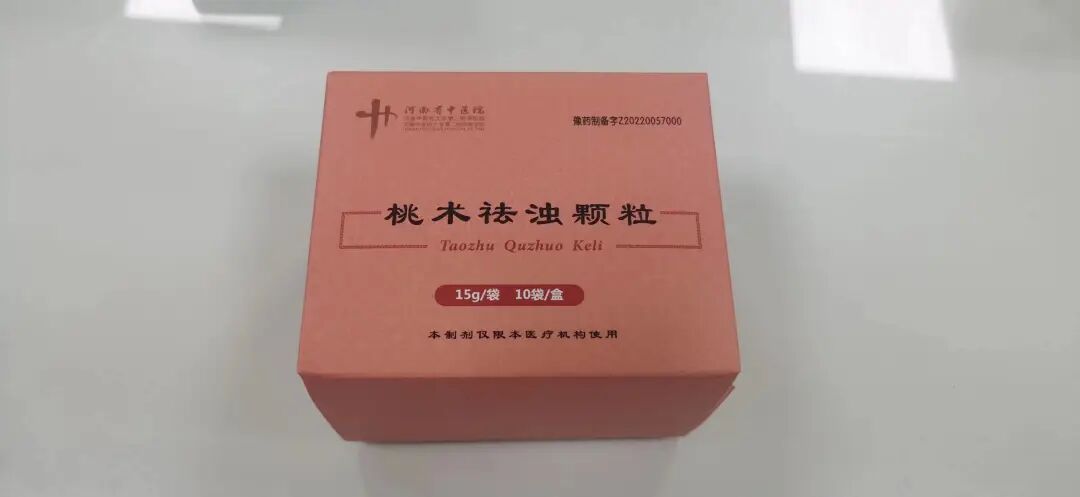 河南省中医院
豫药制备字Z20220057000
桃术祛浊颗粒
Taozhu Quzhuo Keli
15g/袋 10袋/盒
本制剂仅限本医疗机构使用